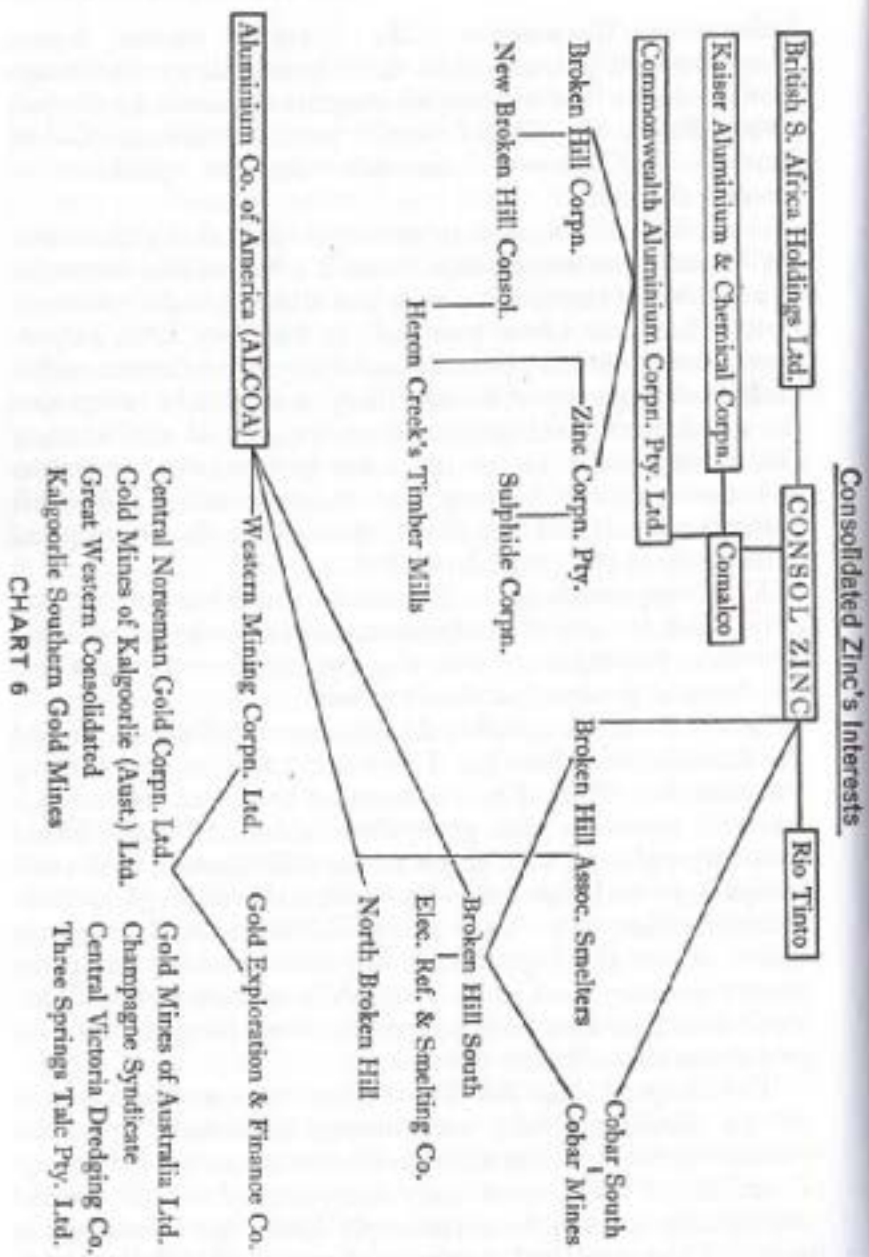 Consolidated Zinc's Interests
British S. Africa Holdings Ltd.
CONSOL ZINC
Rio Tinto
Kaiser Aluminium & Chemical Corpn.
Comalco
Commonwealth Aluminium Corpn. Pty. Ltd.
Broken Hill Corpn.
Zinc Corpn. Pty.
Broken Hill Assoc. Smelters
Cobar South
Cobar Mines
New Broken Hill Consol.
Sulphide Corpn.
Broken Hill South
Heron Creek's Timber Mills
Elec. Ref. & Smelting Co.
North Broken Hill
Aluminium Co. of America (ALCOA)
Western Mining Corpn. Ltd.
Gold Exploration & Finance Co.
Central Norseman Gold Corpn. Ltd.
Gold Mines of Australia Ltd.
Gold Mines of Kalgoorlie (Aust.) Ltd.
Champagne Syndicate
Great Western Consolidated
Central Victoria Dredging Co.
Kalgoorlie Southern Gold Mines
Three Springs Talc Pty. Ltd.
CHART 6